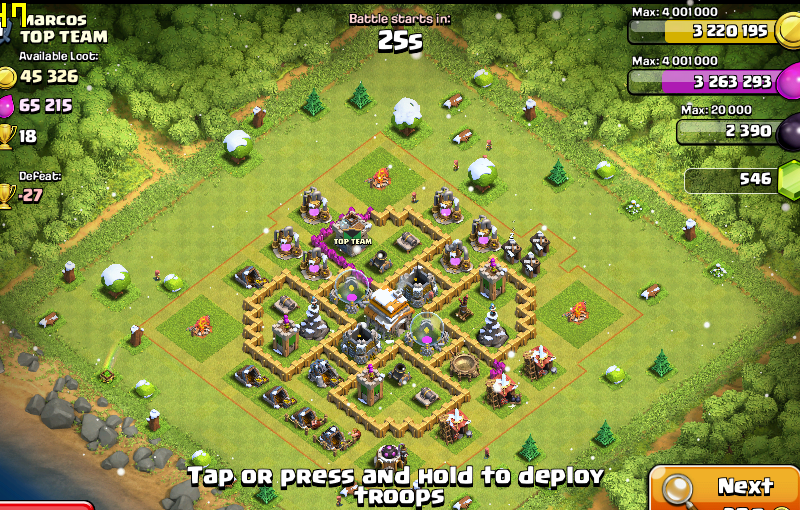 47
MARCOS
TOP TEAM
Available Loot:
45 326
65 215
18
Defeat:
-27
Battle starts in:
25s
Max: 4 001 000
3 220 195
Max: 4 001 000
3 263 293
Max: 20 000
2 390
546
TOP TEAM
Tap or press and hold to deploy
troops
Next